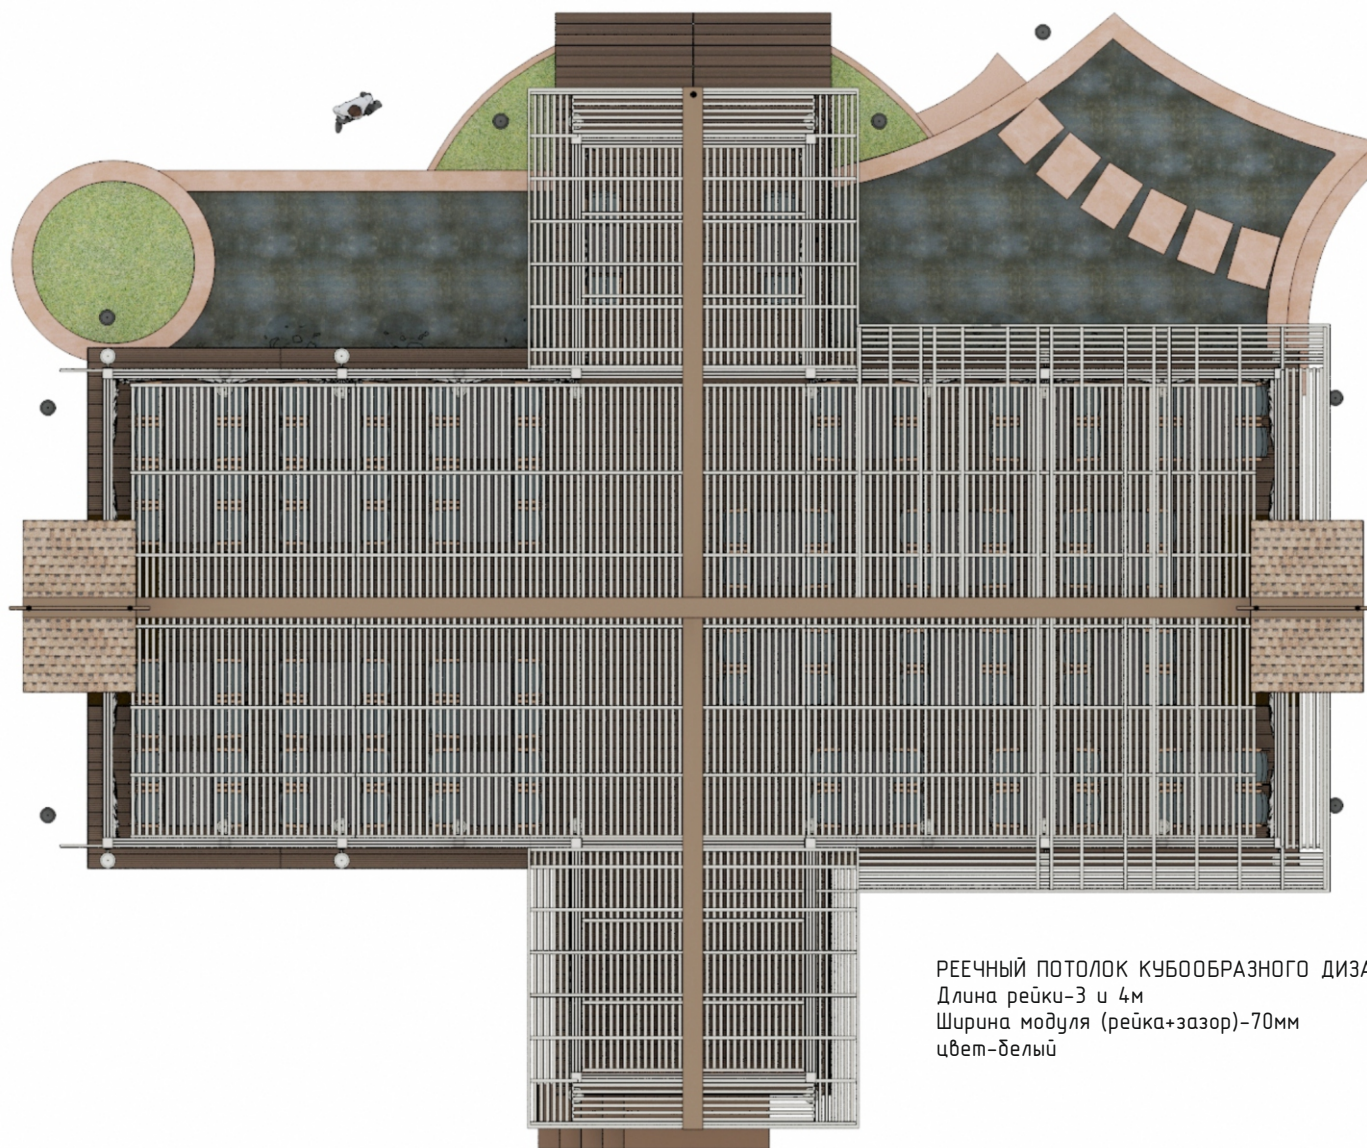 РЕЕЧНЫЙ ПОТОЛОК КУБООБРАЗНОГО ДИЗА
Длина рейки-3 и 4м
Ширина модуля (рейка+зазор)-70мм
цвет-белый